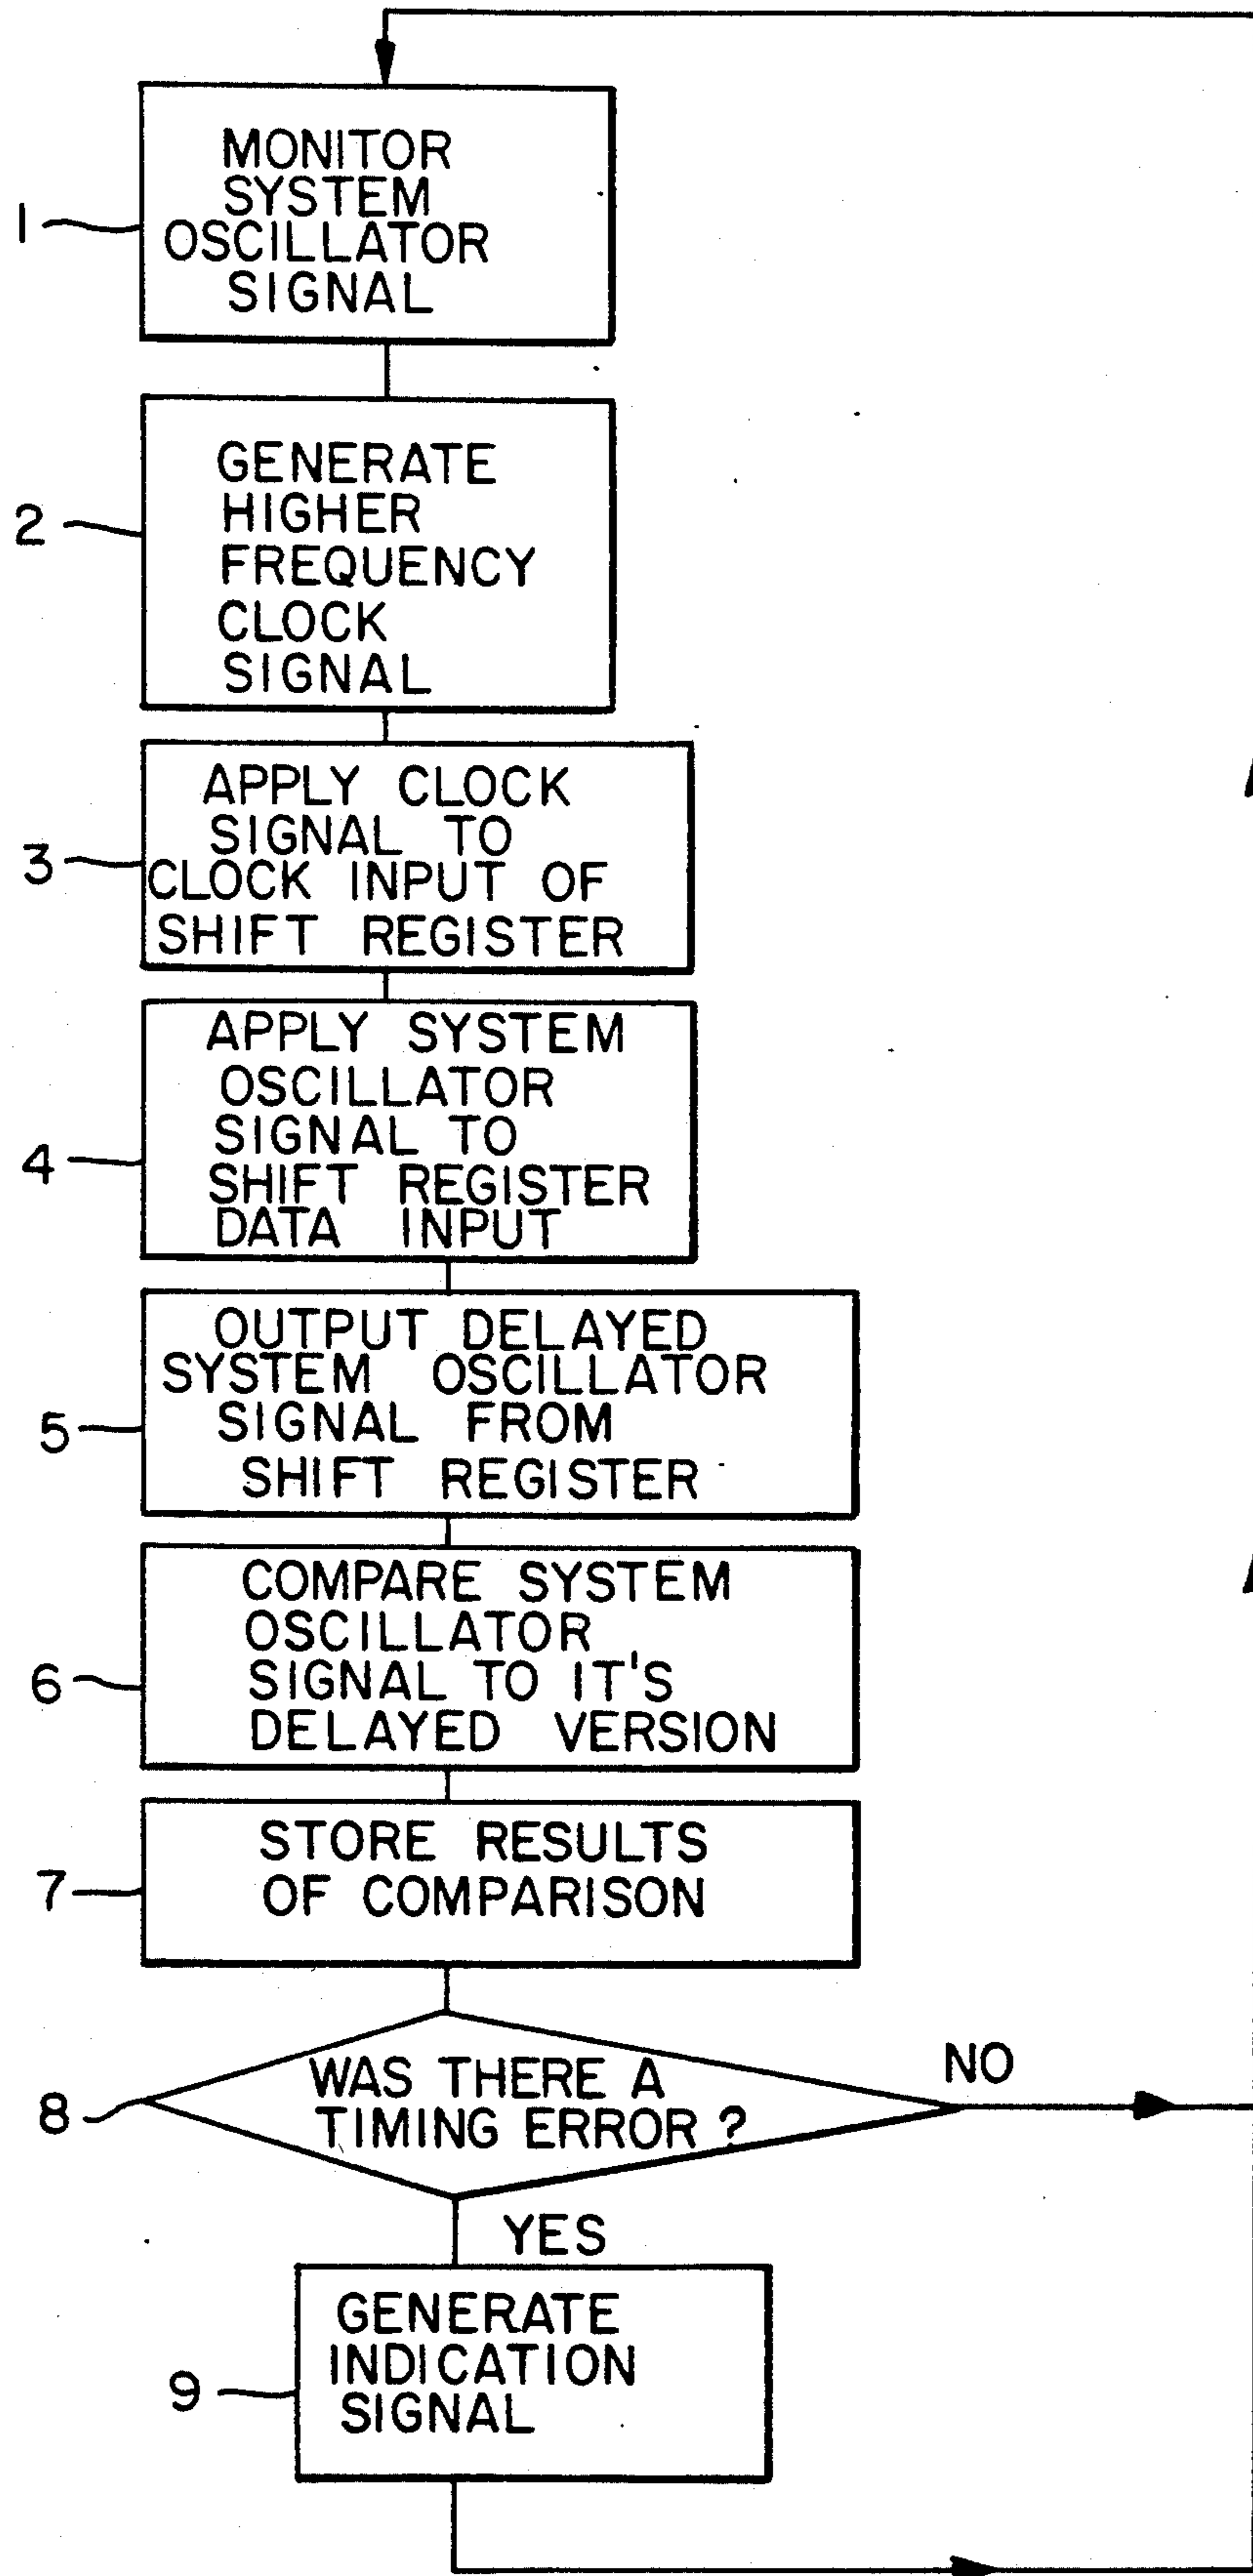 MONITOR
SYSTEM
OSCILLATOR
SIGNAL
1
GENERATE
HIGHER
FREQUENCY
CLOCK
SIGNAL
2
APPLY CLOCK
SIGNAL TO
CLOCK INPUT OF
SHIFT REGISTER
3
APPLY SYSTEM
OSCILLATOR
SIGNAL TO
SHIFT REGISTER
DATA INPUT
4
OUTPUT DELAYED
SYSTEM OSCILLATOR
SIGNAL FROM
SHIFT REGISTER
5
COMPARE SYSTEM
OSCILLATOR
SIGNAL TO IT'S
DELAYED VERSION
6
STORE RESULTS
OF COMPARISON
7
WAS THERE A
TIMING ERROR ?
8
NO
YES
GENERATE
INDICATION
SIGNAL
9